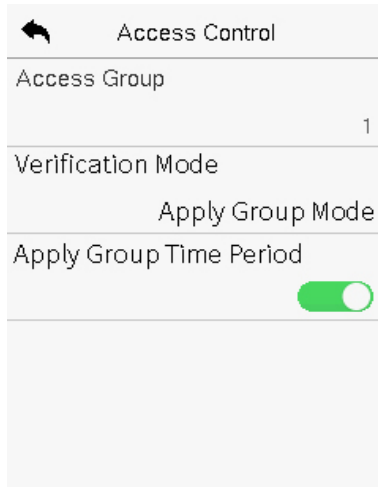 Access Control
Access Group
1
Verification Mode
Apply Group Mode
Apply Group Time Period